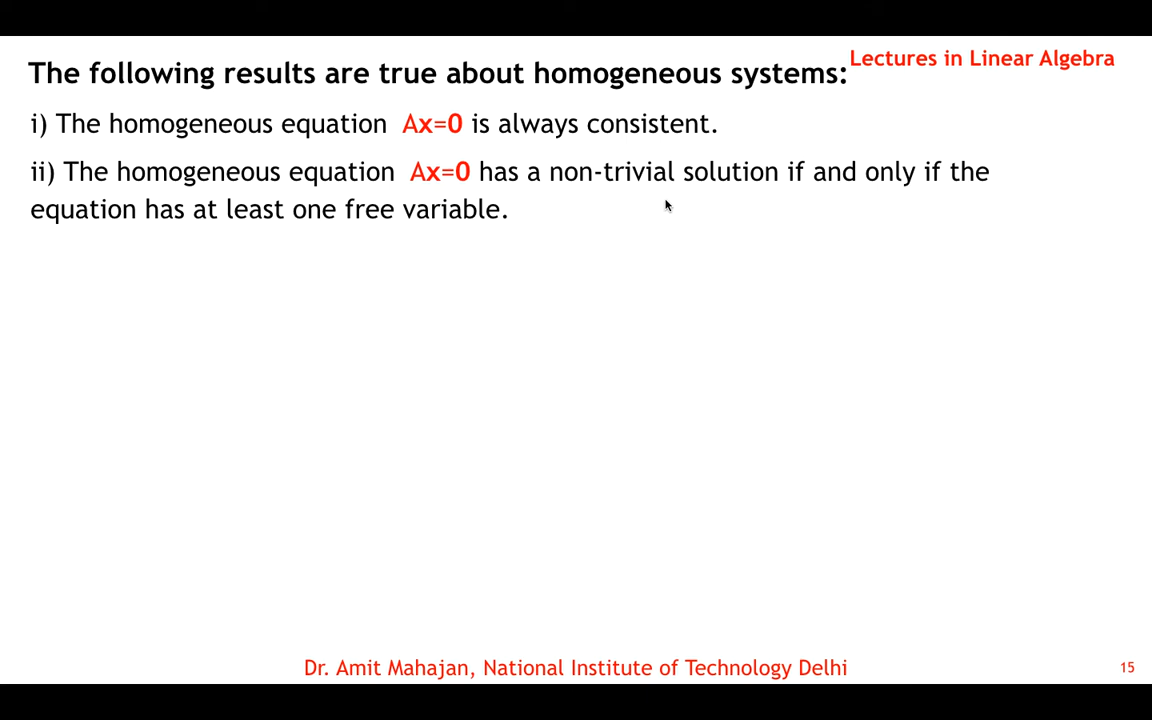 Lectures in Linear Algebra
The following results are true about homogeneous systems:
i) The homogeneous equation Ax=0 is always consistent.
ii) The homogeneous equation Ax=0 has a non-trivial solution if and only if the
equation has at least one free variable.
Dr. Amit Mahajan, National Institute of Technology Delhi
15